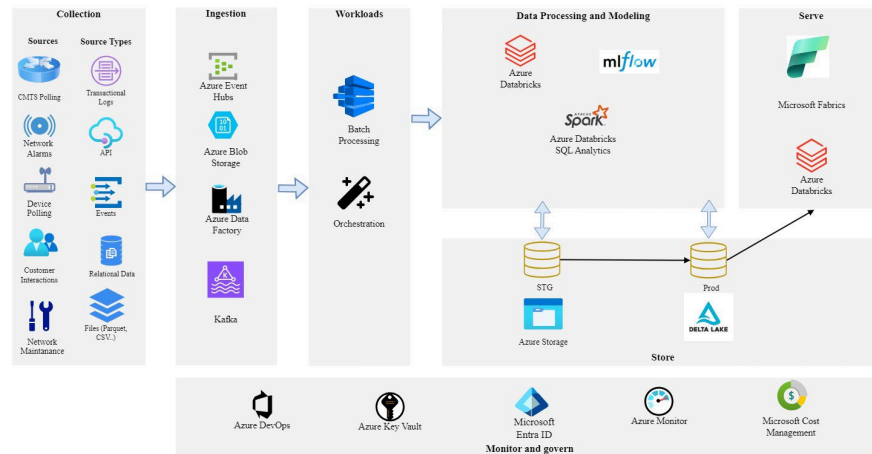 Collection
Sources
Source Types
CMTS Polling
Transactional
Logs
Network
Alarms
API
Device
Polling
Events
Customer
Interactions
Relational Data
Network
Maintanance
Files (Parquet,
CSV..)
Ingestion
Azure Event
Hubs
10
01
Azure Blob
Storage
Azure Data
Factory
K
Kafka
Workloads
Batch
Processing
Orchestration
Data Processing and Modeling
Azure
Databricks
mlflow
APACHE
Spark
Azure Databricks
SQL Analytics
Serve
Microsoft Fabrics
Azure
Databricks
STG
Prod
Azure Storage
DELTA LAKE
Store
Azure DevOps
Azure Key Vault
Microsoft
Entra ID
Azure Monitor
$
Microsoft Cost
Management
Monitor and govern